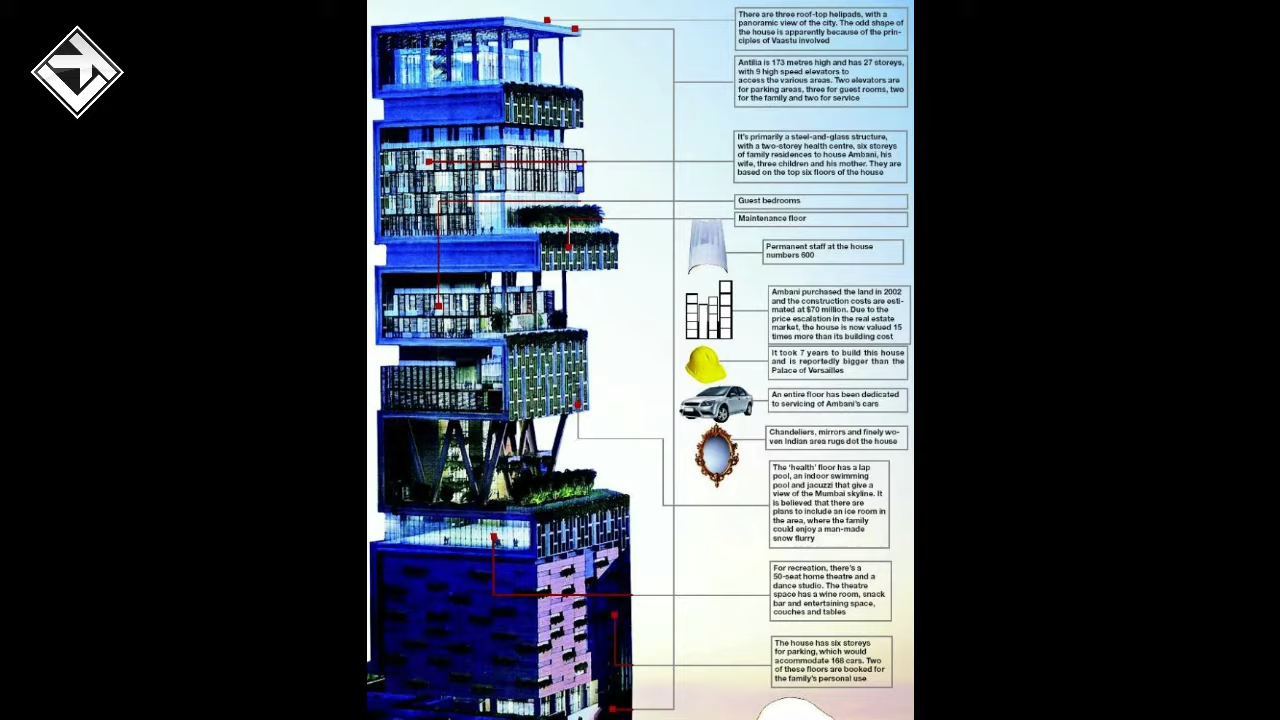 There are three roof-top helipads, with a
panoramic view of the city. The odd shape of
the house is apparently because of the prin-
ciples of Vaastu involved
Antilia is 173 metres high and has 27 storeys,
with 9 high speed elevators to
access the various areas. Two elevators are
for parking areas, three for guest rooms, two
for the family and two for service
It's primarily a steel-and-glass structure,
with a two-storey health centre, six storeys
of family residences to house Ambani, his
wife, three children and his mother. They are
based on the top six floors of the house
Guest bedrooms
Maintenance floor
Permanent staff at the house
numbers 600
Ambani purchased the land in 2002
and the construction costs are esti-
mated at $70 million. Due to the
price escalation in the real estate
market, the house is now valued 15
times more than its building cost
It took 7 years to build this house
and is reportedly bigger than the
Palace of Versailles
An entire floor has been dedicated
to servicing of Ambani's cars
Chandeliers, mirrors and finely wo-
ven Indian area rugs dot the house
The 'health' floor has a lap
pool, an indoor swimming
pool and jacuzzi that give a
view of the Mumbai skyline. It
is believed that there are
plans to include an ice room in
the area, where the family
could enjoy a man-made
snow flurry
For recreation, there's a
50-seat home theatre and a
dance studio. The theatre
space has a wine room, snack
bar and entertaining space,
couches and tables
The house has six storeys
for parking, which would
accommodate 168 cars. Two
of these floors are booked for
the family's personal use